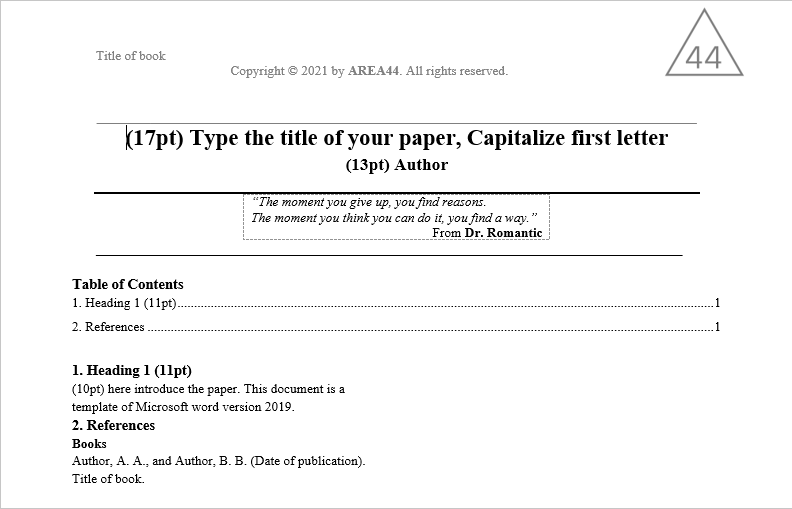 Title of book
Copyright © 2021 by AREA44. All rights reserved.
44
(17pt) Type the title of your paper, Capitalize first letter
(13pt) Author
“The moment you give up, you find reasons.
The moment you think you can do it, you find a way.”
From Dr. Romantic
Table of Contents
1. Heading 1 (11pt)........................................1
2. References ........................................1
1. Heading 1 (11pt)
(10pt) here introduce the paper. This document is a
template of Microsoft word version 2019.
2. References
Books
Author, A. A., and Author, B. B. (Date of publication).
Title of book.